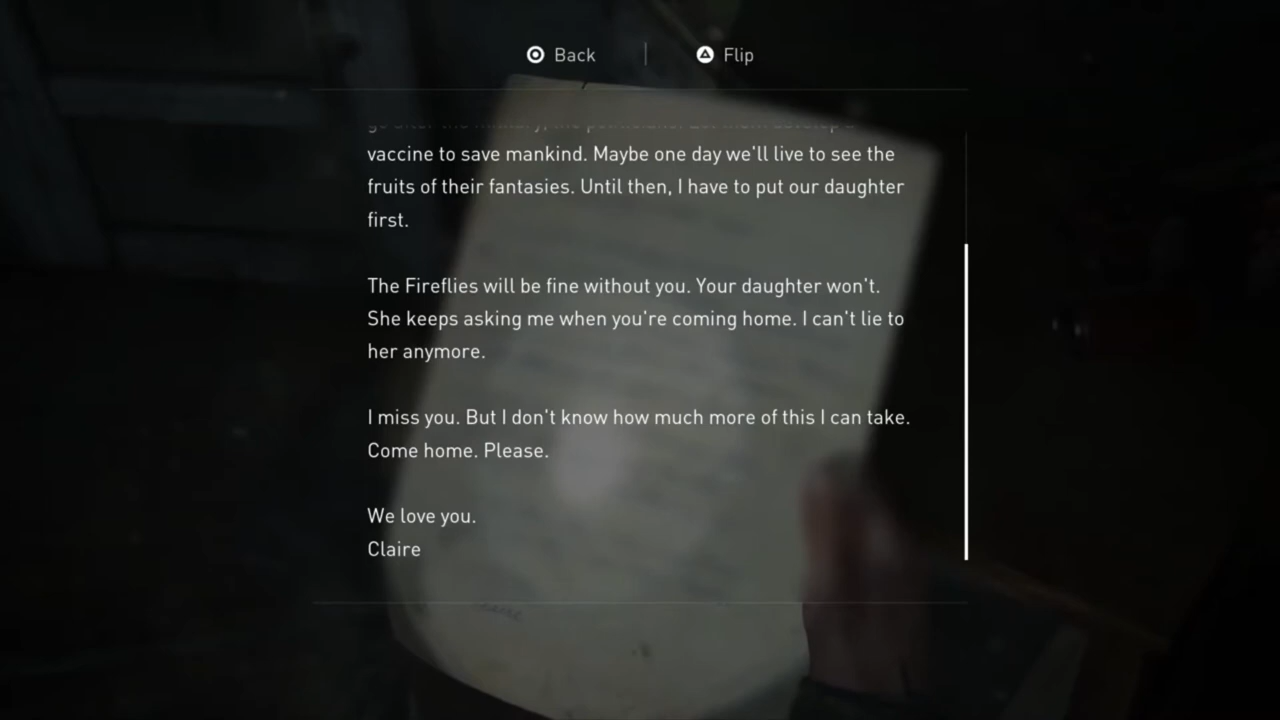 Back | Flip
vaccine to save mankind. Maybe one day we'll live to see the
fruits of their fantasies. Until then, I have to put our daughter
first.
The Fireflies will be fine without you. Your daughter won't.
She keeps asking me when you're coming home. I can't lie to
her anymore.
I miss you. But I don't know how much more of this I can take.
Come home. Please.
We love you.
Claire